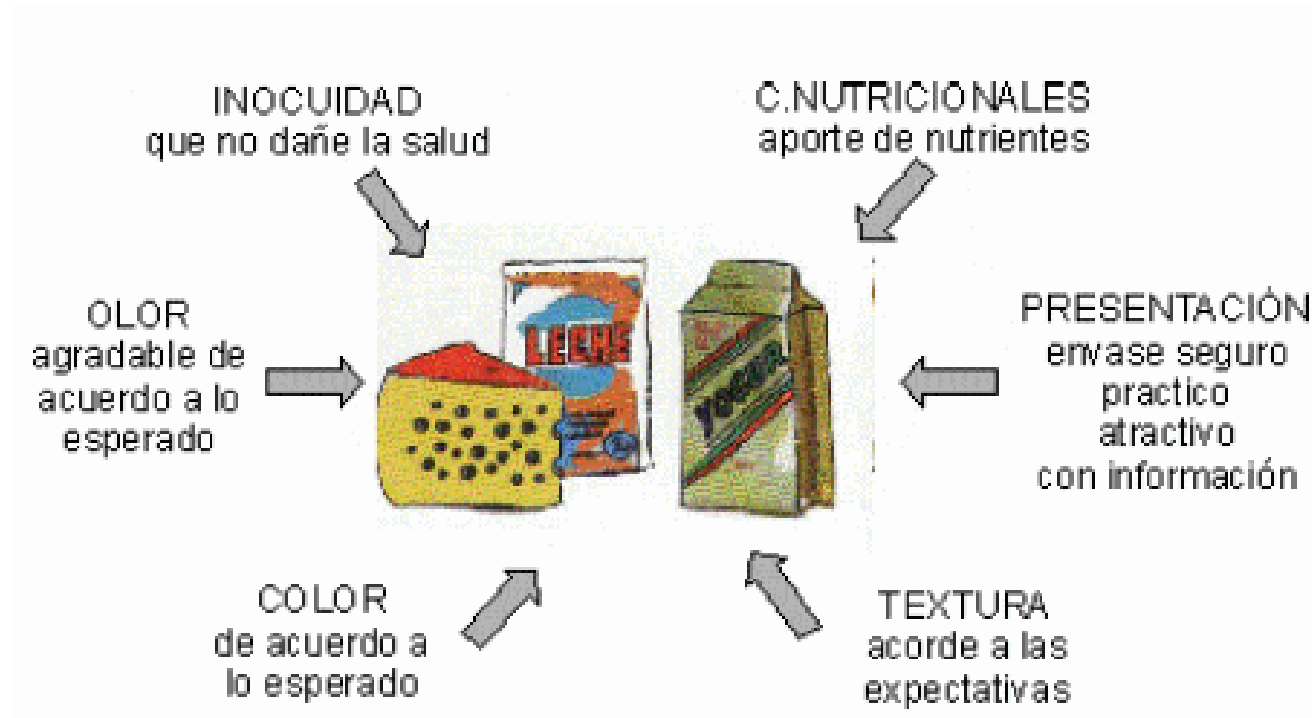 INOCUIDAD
que no dañe la salud
C.NUTRICIONALES
aporte de nutrientes
OLOR
agradable de
acuerdo a lo
esperado
LECHE
YOGUR
PRESENTACIÓN
envase seguro
practico
atractivo
con información
COLOR
de acuerdo a
lo esperado
TEXTURA
acorde a las
expectativas